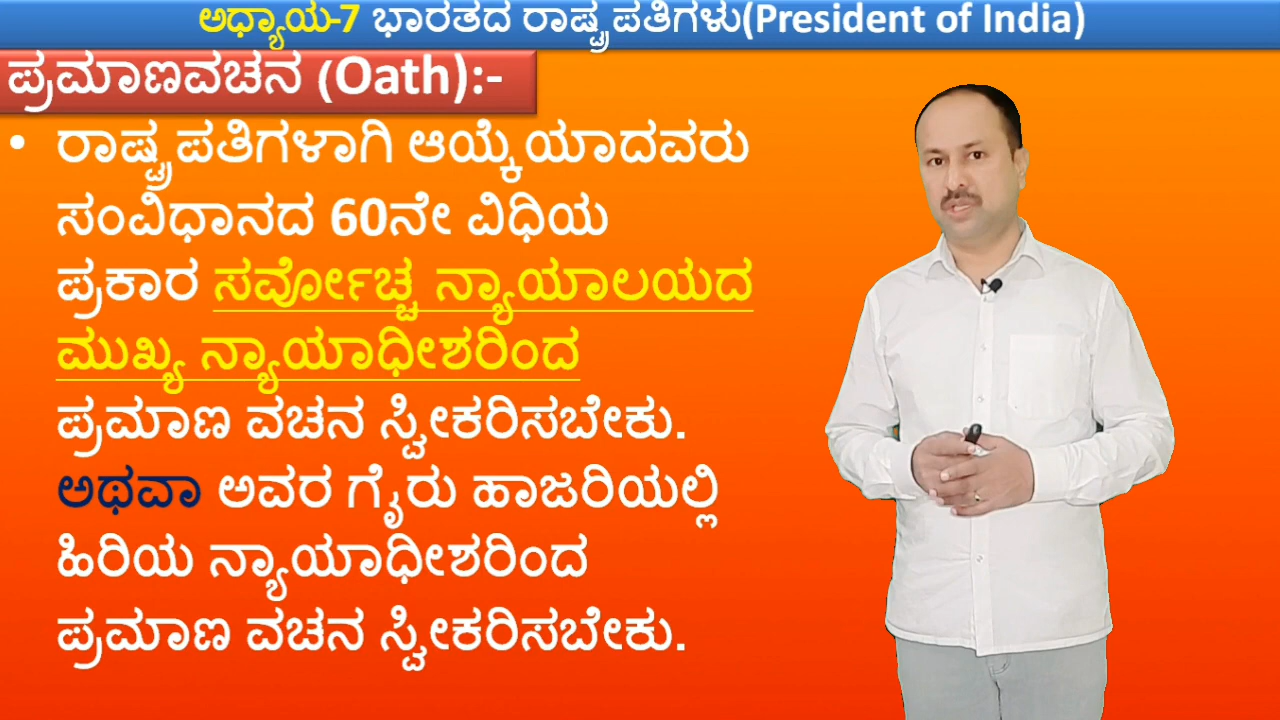 ಅಧ್ಯಾಯ-7 ಭಾರತದ ರಾಷ್ಟ್ರಪತಿಗಳು(President of India)
ಪ್ರಮಾಣವಚನ (Oath):-
• ರಾಷ್ಟ್ರಪತಿಗಳಾಗಿ ಆಯ್ಕೆಯಾದವರು
ಸಂವಿಧಾನದ 60ನೇ ವಿಧಿಯ
ಪ್ರಕಾರ ಸರ್ವೋಚ್ಚ ನ್ಯಾಯಾಲಯದ
ಮುಖ್ಯ ನ್ಯಾಯಾಧೀಶರಿಂದ
ಪ್ರಮಾಣ ವಚನ ಸ್ವೀಕರಿಸಬೇಕು.
ಅಥವಾ ಅವರ ಗೈರು ಹಾಜರಿಯಲ್ಲಿ
ಹಿರಿಯ ನ್ಯಾಯಾಧೀಶರಿಂದ
ಪ್ರಮಾಣ ವಚನ ಸ್ವೀಕರಿಸಬೇಕು.